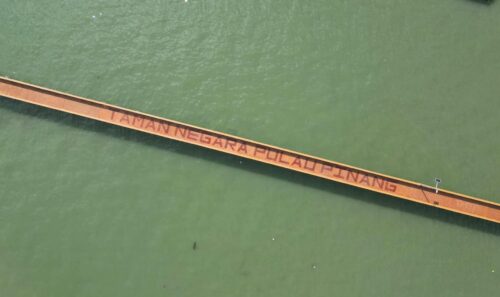 TAMAN NEGARA PULAU PINANG